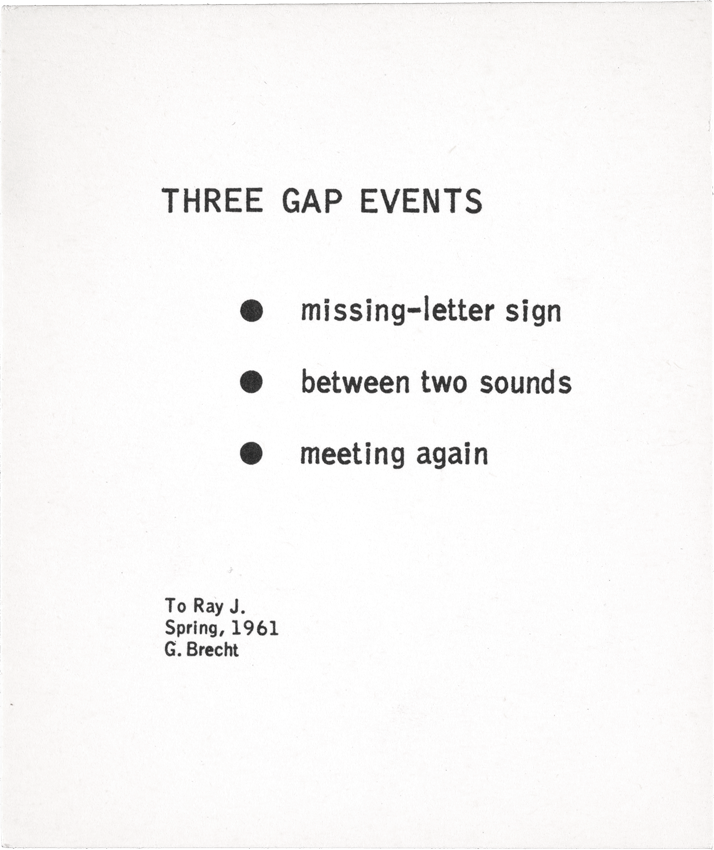 THREE GAP EVENTS
● missing-letter sign
● between two sounds
● meeting again
To Ray J.
Spring, 1961
G. Brecht